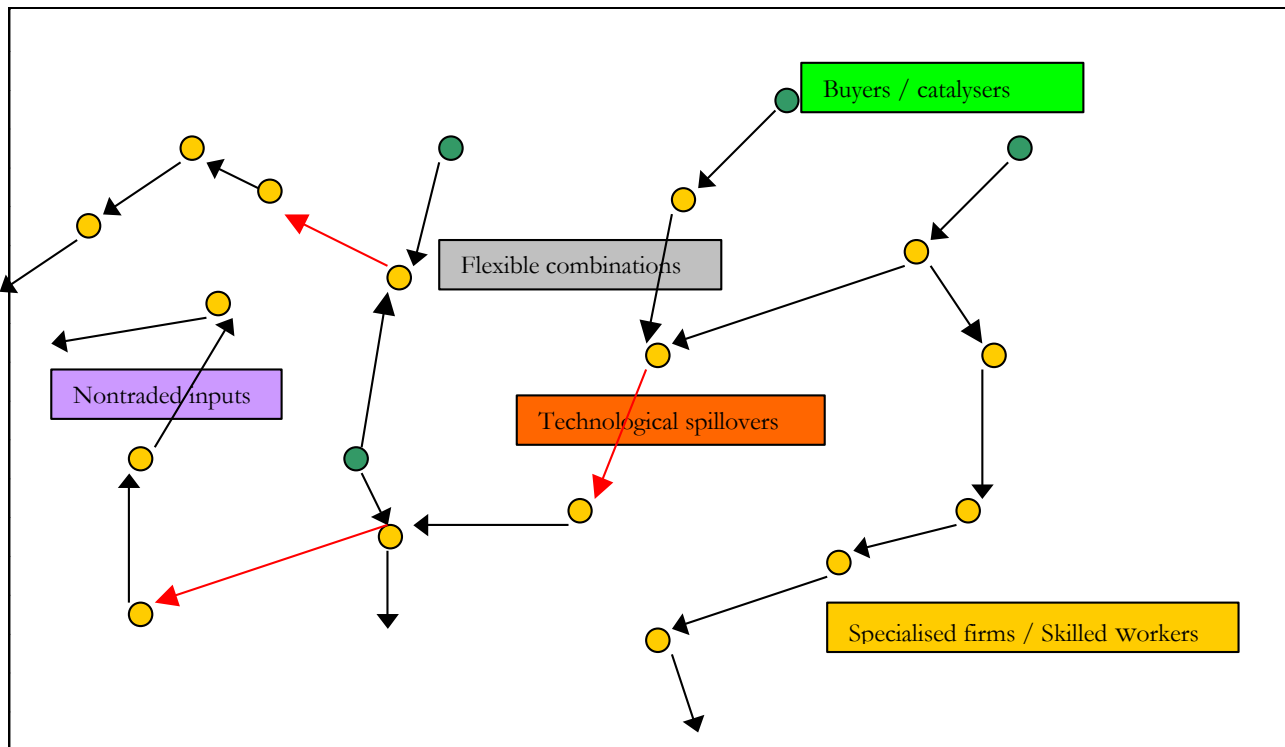 Buyers / catalysers
Flexible combinations
Nontraded inputs
Technological spillovers
Specialised firms / Skilled Workers